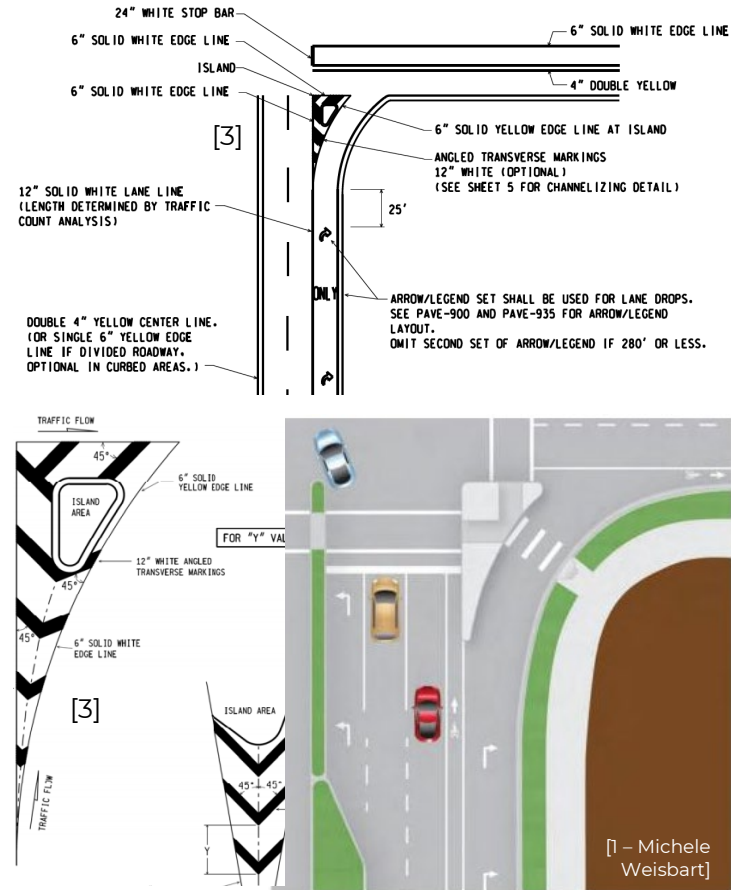 24" WHITE STOP BAR
6" SOLID WHITE EDGE LINE
ISLAND
6" SOLID WHITE EDGE LINE
[3]
6" SOLID WHITE EDGE LINE
4" DOUBLE YELLOW
6" SOLID YELLOW EDGE LINE AT ISLAND
ANGLED TRANSVERSE MARKINGS
12" WHITE (OPTIONAL)
(SEE SHEET 5 FOR CHANNELIZING DETAIL)
12" SOLID WHITE LANE LINE
(LENGTH DETERMINED BY TRAFFIC
COUNT ANALYSIS)
25'
ONLY
ARROW/LEGEND SET SHALL BE USED FOR LANE DROPS.
SEE PAVE-900 AND PAVE-935 FOR ARROW/LEGEND
LAYOUT.
OMIT SECOND SET OF ARROW/LEGEND IF 280' OR LESS.
DOUBLE 4" YELLOW CENTER LINE.
(OR SINGLE 6" YELLOW EDGE
LINE IF DIVIDED ROADWAY.
OPTIONAL IN CURBED AREAS.)
TRAFFIC FLOW
45°
6" SOLID
YELLOW EDGE LINE
ISLAND
AREA
FOR "Y" VAL
12" WHITE ANGLED
TRANSVERSE MARKINGS
45°
45°
45°
6" SOLID WHITE
EDGE LINE
[3]
TRAFFIC FLOW
ISLAND AREA
45° 45°
Y
[1 – Michele
Weisbart]